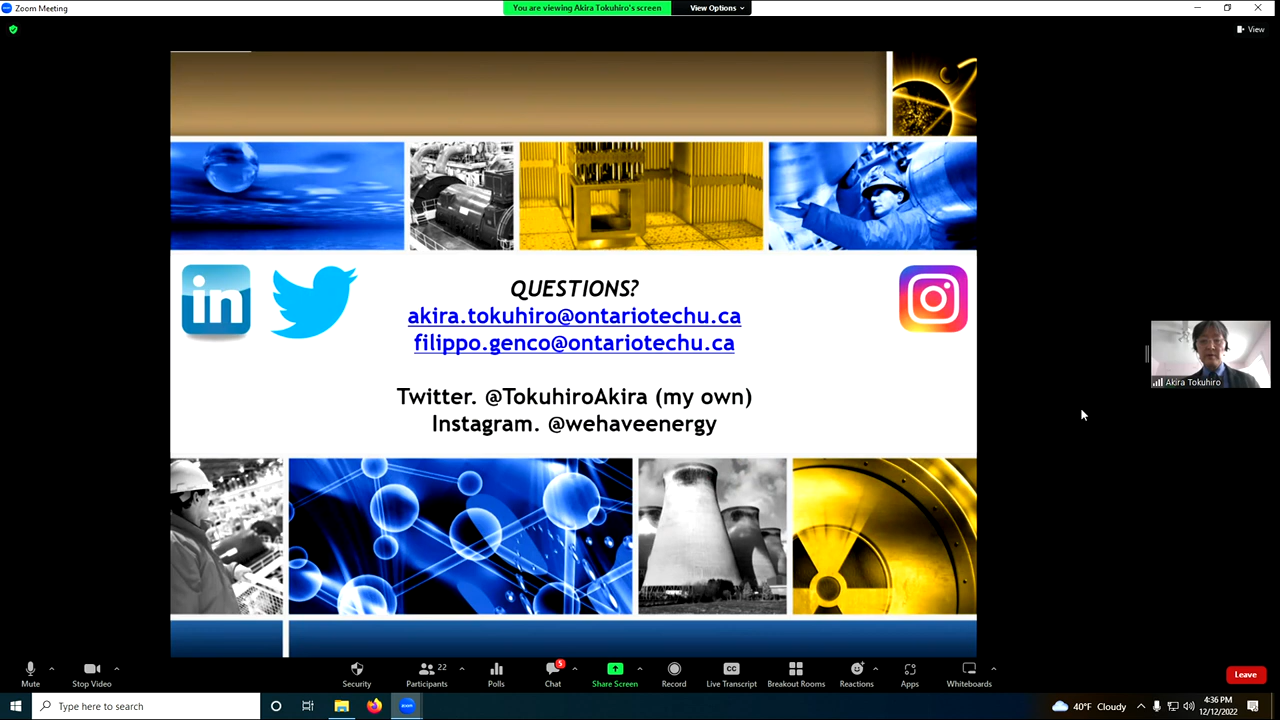 Zoom Meeting
You are viewing Akira Tokuhiro's screen
View Options
View
in
QUESTIONS?
akira.tokuhiro@ontariotechu.ca
filippo.genco@ontariotechu.ca
Twitter. @TokuhiroAkira (my own)
Instagram. @wehaveenergy
Akira Tokuhiro
Mute
Stop Video
Security
Participants
22
Polls
Chat
5
Share Screen
Record
Live Transcript
Breakout Rooms
Reactions
Apps
Whiteboards
Leave
Type here to search
zoom
40°F Cloudy
4:36 PM
12/12/2022